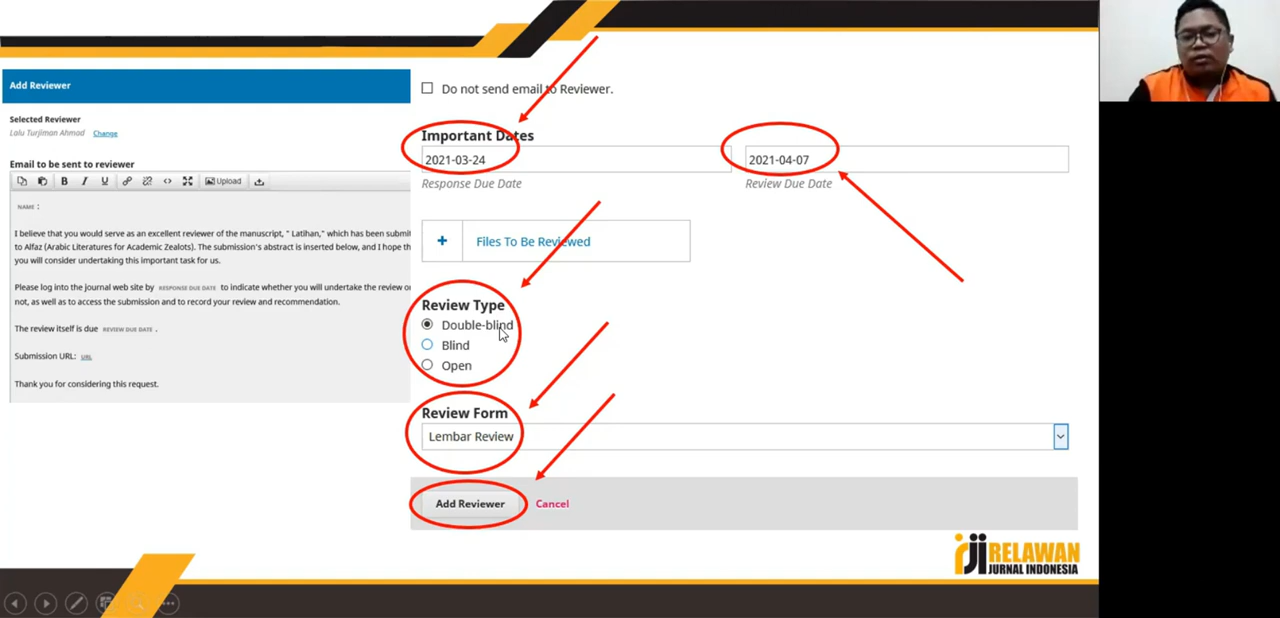 Add Reviewer
Selected Reviewer
Lalu Turjiman Ahmad Change
Email to be sent to reviewer
B I U Upload
NAME :
I believe that you would serve as an excellent reviewer of the manuscript, " Latihan," which has been submit
to Alfaz (Arabic Literatures for Academic Zealots). The submission's abstract is inserted below, and I hope th
you will consider undertaking this important task for us.
Please log into the journal web site by RESPONSE DUE DATE to indicate whether you will undertake the review o
not, as well as to access the submission and to record your review and recommendation.
The review itself is due REVIEW DUE DATE .
Submission URL: URL
Thank you for considering this request.
Do not send email to Reviewer.
Important Dates
2021-03-24 2021-04-07
Response Due Date Review Due Date
+ Files To Be Reviewed
Review Type
Double-blind
Blind
Open
Review Form
Lembar Review
Add Reviewer Cancel
rji RELAWAN
JURNAL INDONESIA